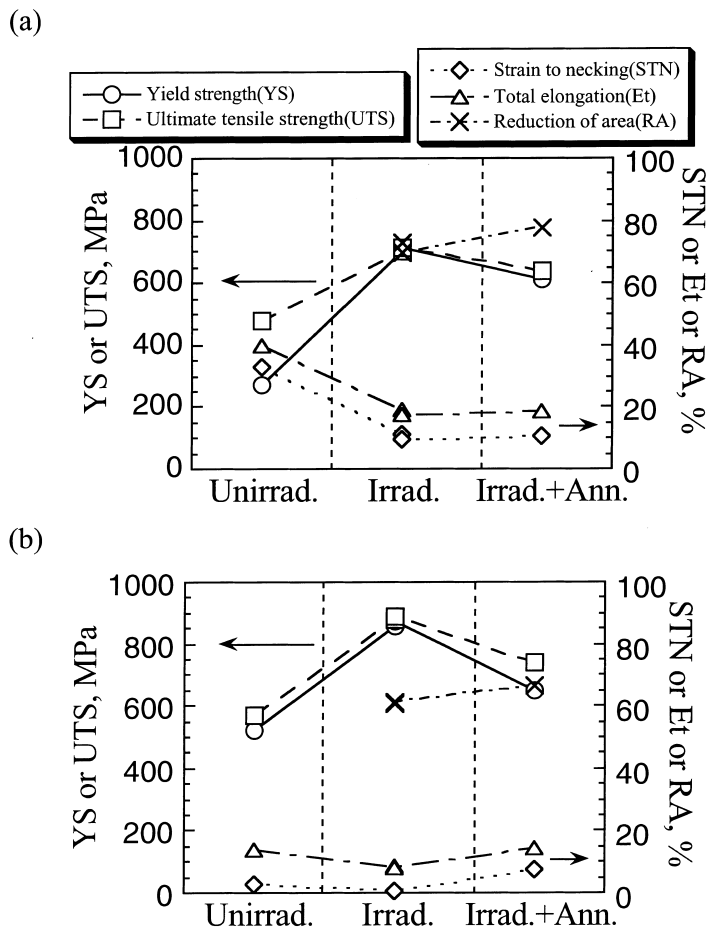 (a)
Yield strength(YS)
Ultimate tensile strength(UTS)
Strain to necking(STN)
Total elongation(Et)
Reduction of area(RA)
YS or UTS, MPa
1000
800
600
400
200
0
100
80
60
40
20
0
STN or Et or RA, %
Unirrad. Irrad. Irrad.+Ann.
(b)
YS or UTS, MPa
1000
800
600
400
200
0
100
80
60
40
20
0
STN or Et or RA, %
Unirrad. Irrad. Irrad.+Ann.